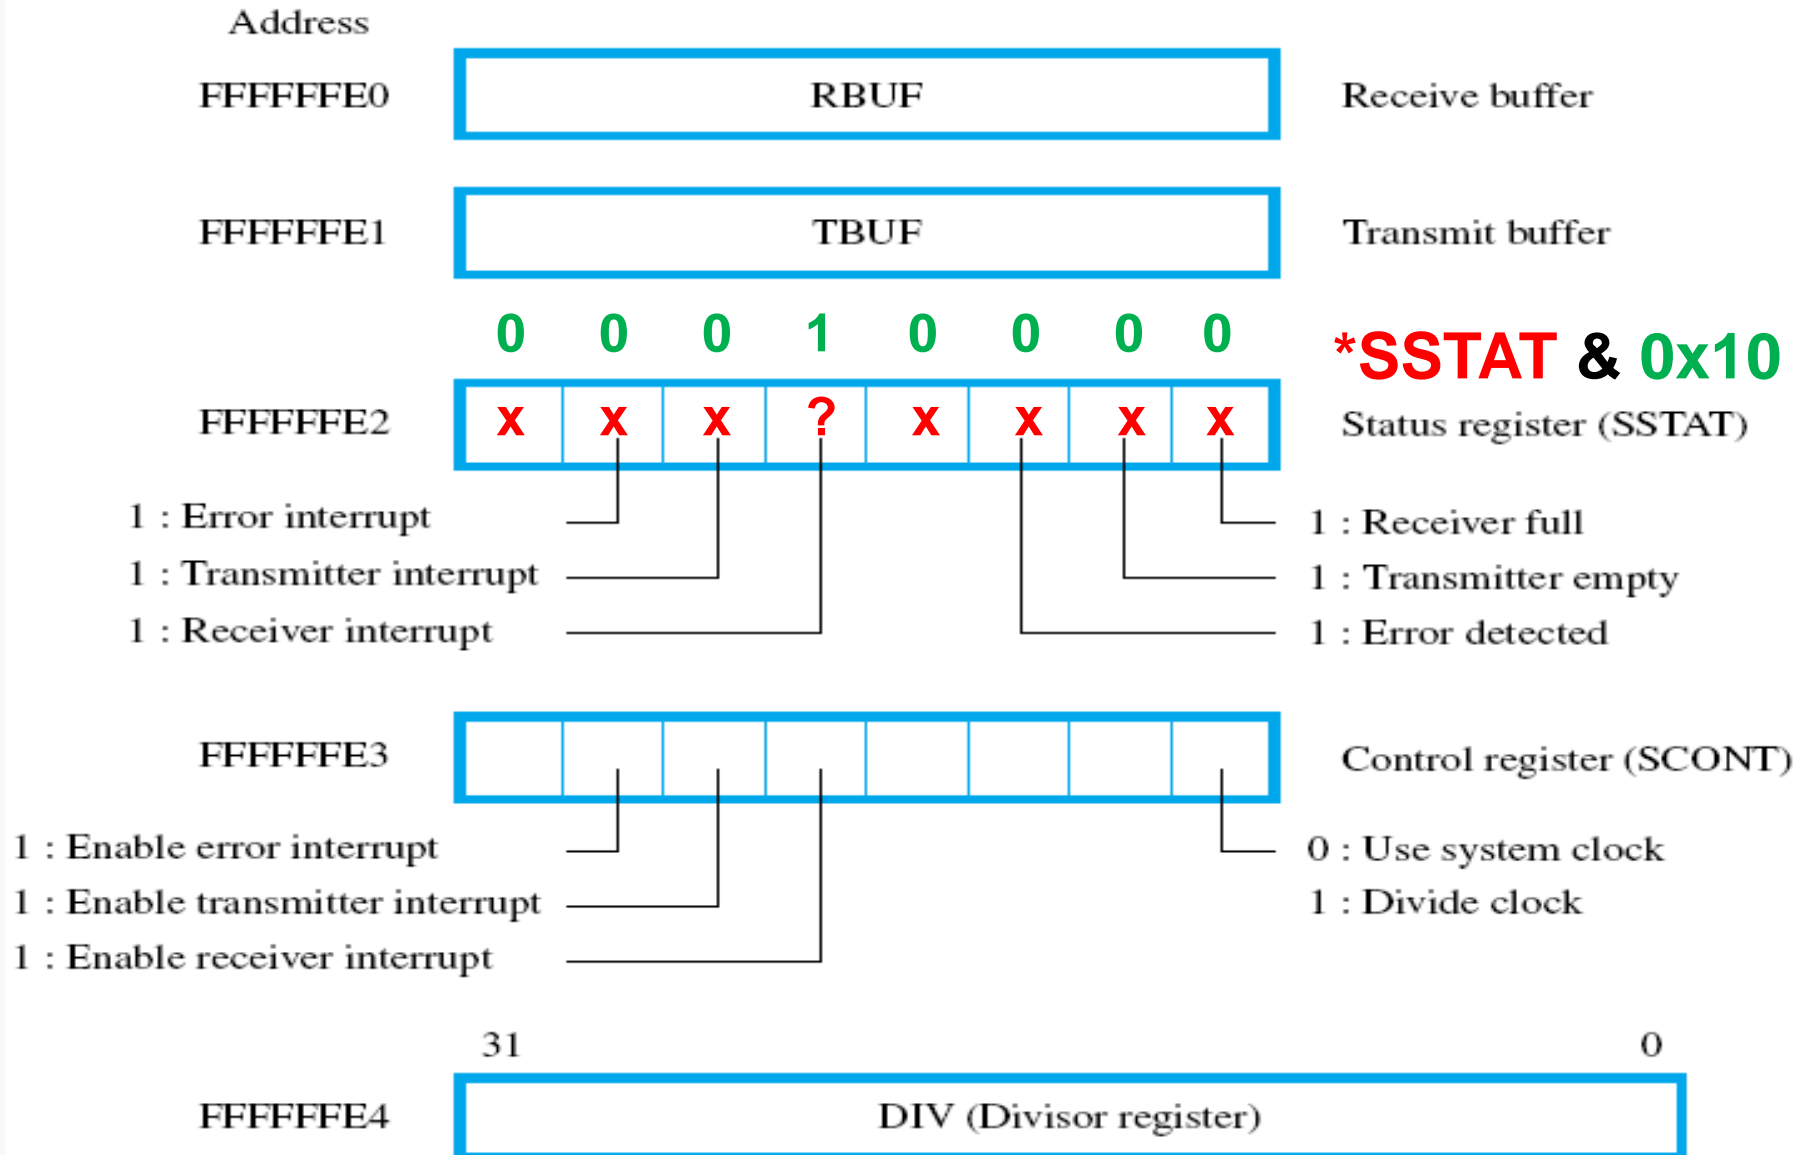 Address
FFFFFFE0 RBUF Receive buffer
FFFFFFE1 TBUF Transmit buffer
0 0 0 1 0 0 0 0
*SSTAT & 0x10
FFFFFFE2 x x x ? x x x x Status register (SSTAT)
1 : Error interrupt 1 : Receiver full
1 : Transmitter interrupt 1 : Transmitter empty
1 : Receiver interrupt 1 : Error detected
FFFFFFE3 Control register (SCONT)
1 : Enable error interrupt 0 : Use system clock
1 : Enable transmitter interrupt 1 : Divide clock
1 : Enable receiver interrupt
31 0
FFFFFFE4 DIV (Divisor register)